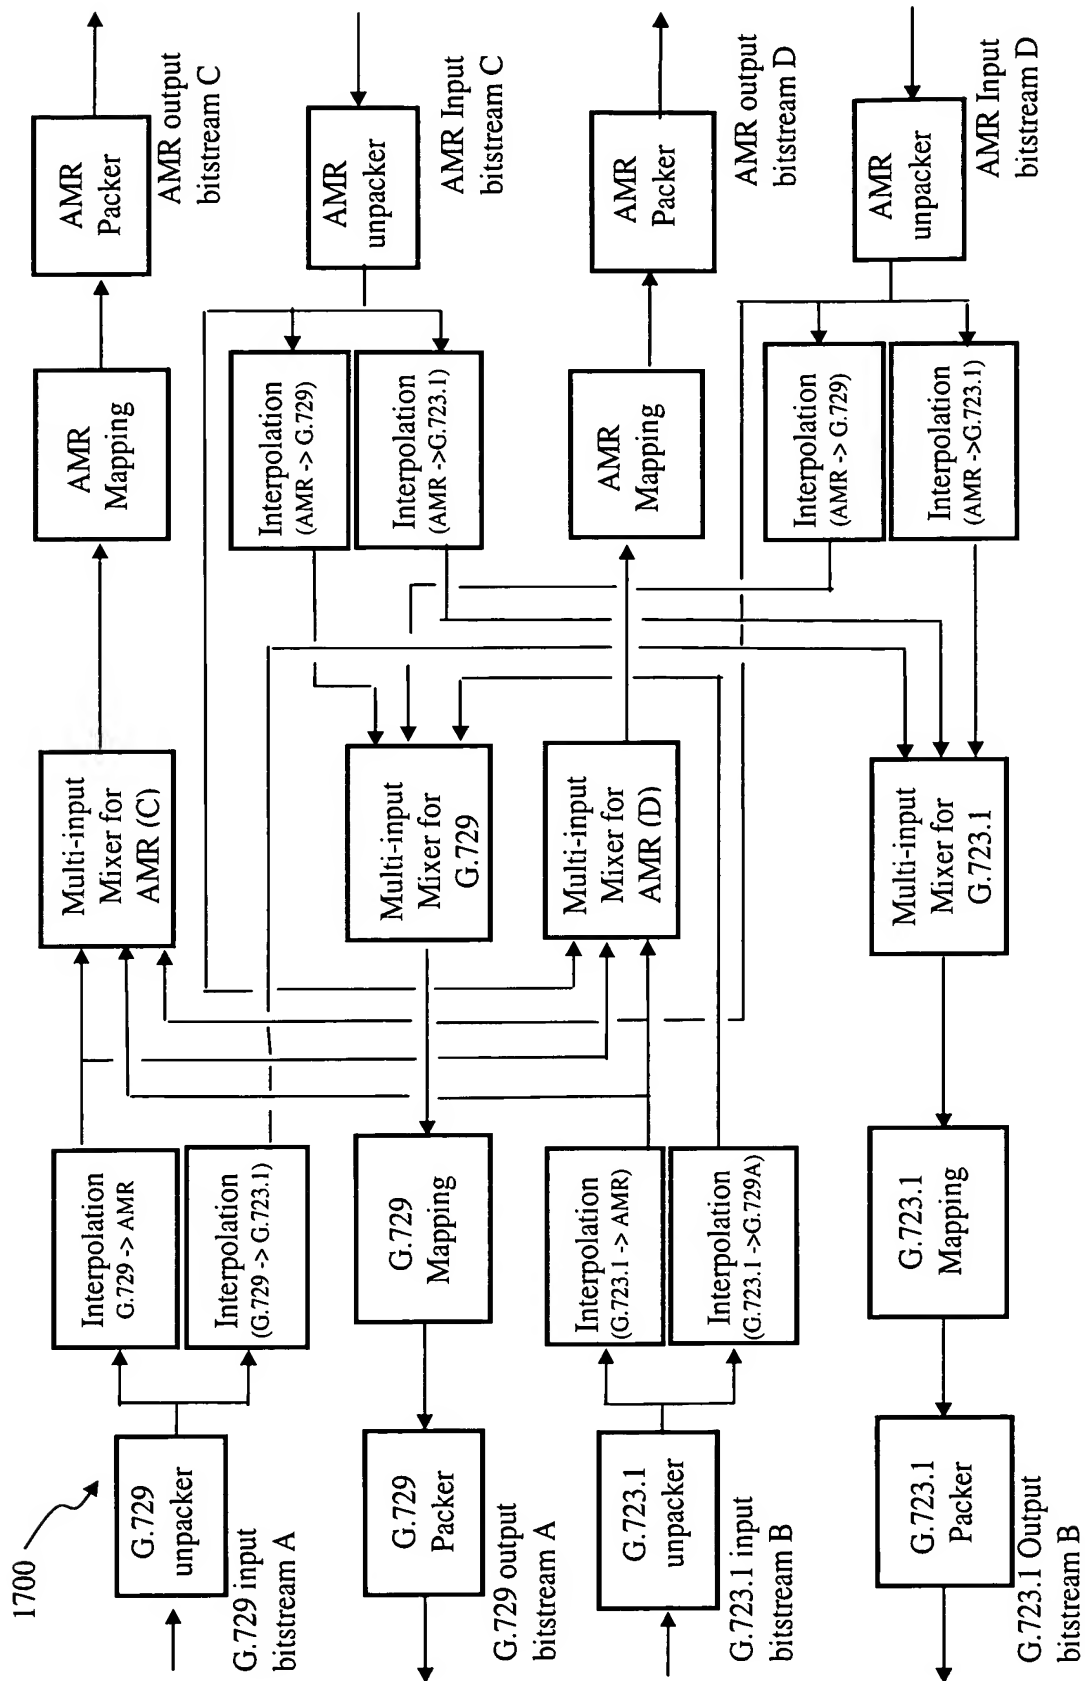 1700
G.729
unpacker
G.729 input
bitstream A
Interpolation
G.729 -> AMR
Interpolation
(G.729 -> G.723.1)
Multi-input
Mixer for
AMR (C)
AMR
Mapping
AMR
Packer
AMR output
bitstream C
G.729
Packer
G.729 output
bitstream A
G.729
Mapping
Multi-input
Mixer for
G.729
Interpolation
(AMR -> G.729)
Interpolation
(AMR ->G.723.1)
AMR
unpacker
AMR Input
bitstream C
G.723.1
unpacker
G.723.1 input
bitstream B
Interpolation
(G.723.1 -> AMR)
Interpolation
(G.723.1 ->G.729A)
Multi-input
Mixer for
AMR (D)
AMR
Mapping
AMR
Packer
AMR output
bitstream D
G.723.1
Packer
G.723.1 Output
bitstream B
G.723.1
Mapping
Multi-input
Mixer for
G.723.1
Interpolation
(AMR -> G.729)
Interpolation
(AMR ->G.723.1)
AMR
unpacker
AMR Input
bitstream D